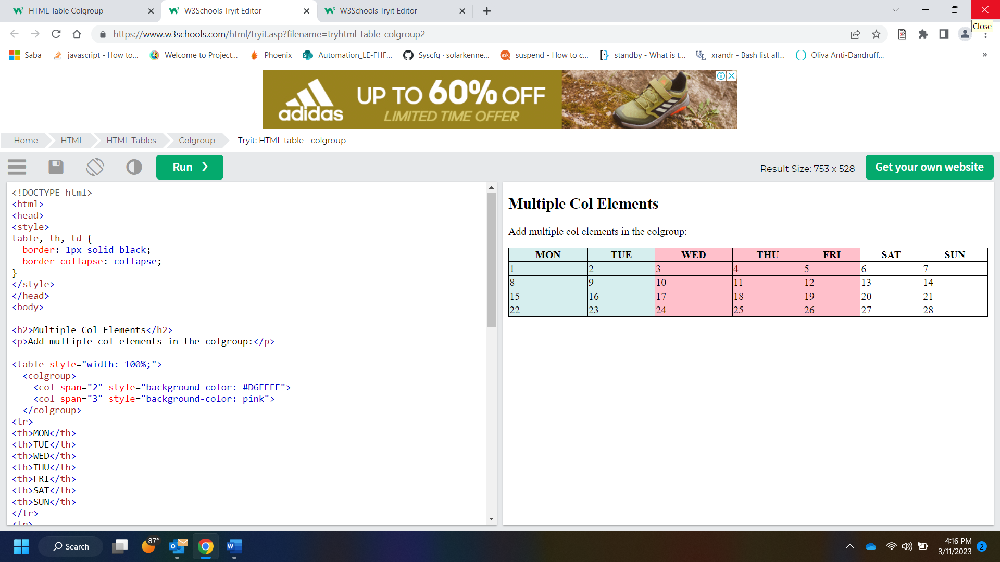 HTML Table Colgroup
W3Schools Tryit Editor
W3Schools Tryit Editor
Close
https://www.w3schools.com/html/tryit.asp?filename=tryhtml_table_colgroup2
Saba
javascript - How to...
Welcome to Project...
Phoenix
Automation_LE-FHF...
Syscfg · solarkenne...
ask
suspend - How to c...
standby - What is t...
U&L
xrandr - Bash list all...
Oliva Anti-Dandruff...
»
adidas
UP TO 60% OFF
LIMITED TIME OFFER
Home
HTML
HTML Tables
Colgroup
Tryit: HTML table - colgroup
Run ❯
Result Size: 753 x 528
Get your own website
<!DOCTYPE html>
<html>
<head>
<style>
table, th, td {
  border: 1px solid black;
  border-collapse: collapse;
}
</style>
</head>
<body>
<h2>Multiple Col Elements</h2>
<p>Add multiple col elements in the colgroup:</p>
<table style="width: 100%;">
  <colgroup>
    <col span="2" style="background-color: #D6EEEE">
    <col span="3" style="background-color: pink">
  </colgroup>
<tr>
<th>MON</th>
<th>TUE</th>
<th>WED</th>
<th>THU</th>
<th>FRI</th>
<th>SAT</th>
<th>SUN</th>
</tr>
<tr>
Multiple Col Elements
Add multiple col elements in the colgroup:
MON TUE WED THU FRI SAT SUN
1 2 3 4 5 6 7
8 9 10 11 12 13 14
15 16 17 18 19 20 21
22 23 24 25 26 27 28
Search
87°
4:16 PM
3/11/2023
2